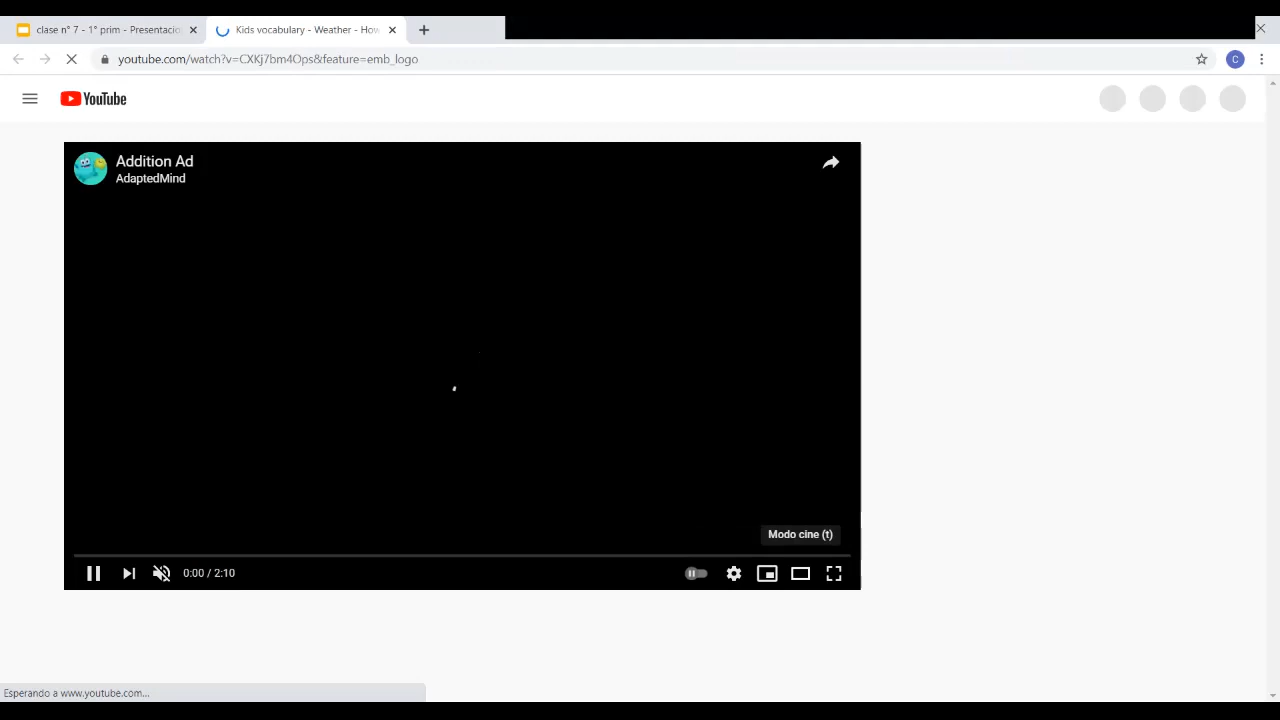 clase n° 7 - 1° prim - Presentacio
Kids vocabulary - Weather - How
youtube.com/watch?v=CXKj7bm4Ops&feature=emb_logo
C
YouTube
Addition Ad
AdaptedMind
Modo cine (t)
0:00 / 2:10
Esperando a www.youtube.com...